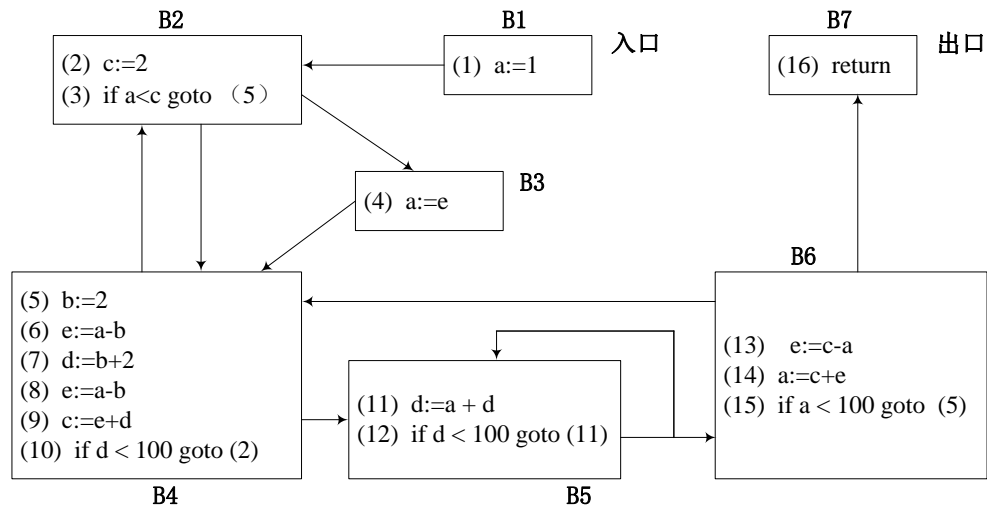 B2
(2) c:=2
(3) if a<c goto （5）
B1
入口
(1) a:=1
B7
出口
(16) return
(4) a:=e
B3
(5) b:=2
(6) e:=a-b
(7) d:=b+2
(8) e:=a-b
(9) c:=e+d
(10) if d < 100 goto (2)
B4
(11) d:=a + d
(12) if d < 100 goto (11)
B5
B6
(13) e:=c-a
(14) a:=c+e
(15) if a < 100 goto (5)